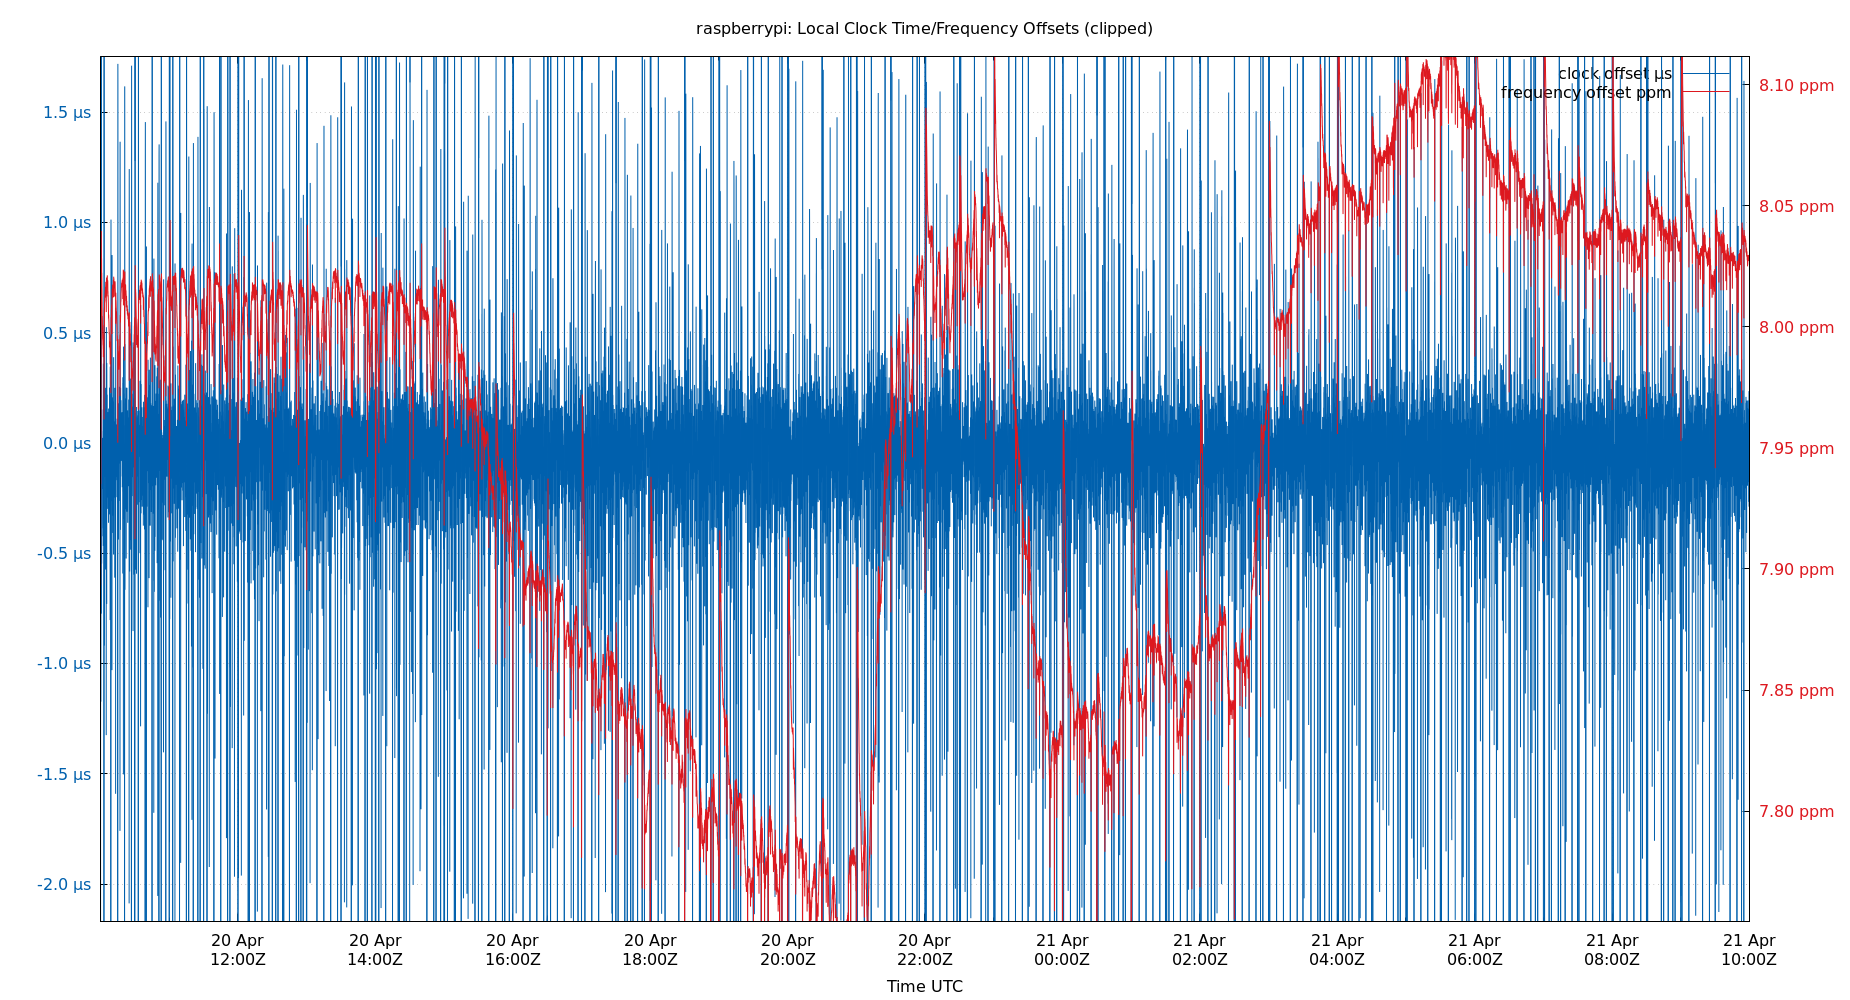 raspberrypi: Local Clock Time/Frequency Offsets (clipped)
clock offset µs
frequency offset ppm
1.5 µs
1.0 µs
0.5 µs
0.0 µs
-0.5 µs
-1.0 µs
-1.5 µs
-2.0 µs
8.10 ppm
8.05 ppm
8.00 ppm
7.95 ppm
7.90 ppm
7.85 ppm
7.80 ppm
20 Apr 20 Apr 20 Apr 20 Apr 20 Apr 20 Apr 21 Apr 21 Apr 21 Apr 21 Apr 21 Apr 21 Apr
12:00Z 14:00Z 16:00Z 18:00Z 20:00Z 22:00Z 00:00Z 02:00Z 04:00Z 06:00Z 08:00Z 10:00Z
Time UTC